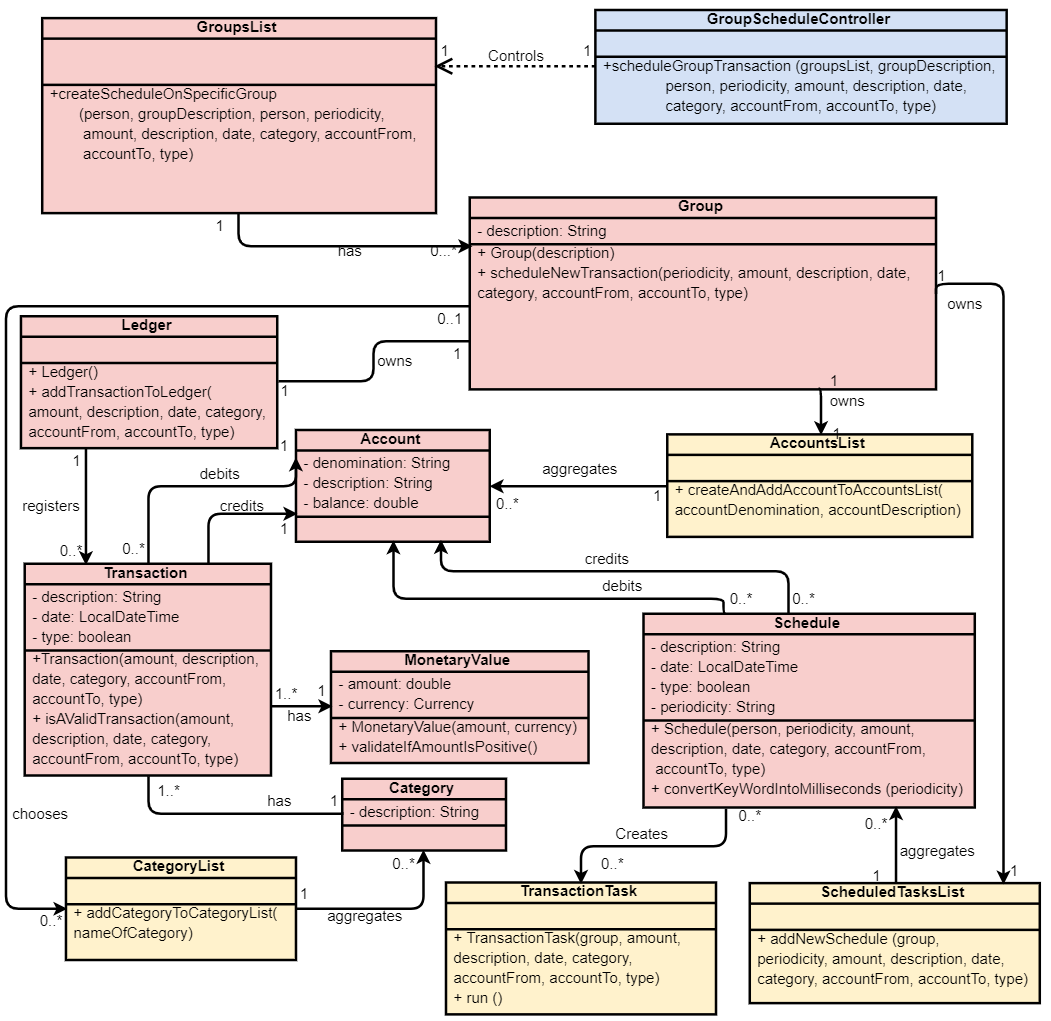 GroupsList
+createScheduleOnSpecificGroup
(person, groupDescription, person, periodicity,
amount, description, date, category, accountFrom,
accountTo, type)
1
Controls
1
GroupScheduleController
+scheduleGroupTransaction (groupsList, groupDescription,
person, periodicity, amount, description, date,
category, accountFrom, accountTo, type)
1
has
0..*
Group
- description: String
+ Group(description)
+ scheduleNewTransaction(periodicity, amount, description, date,
category, accountFrom, accountTo, type)
1
owns
0..1
1
owns
1
1
owns
1
Ledger
+ Ledger()
+ addTransactionToLedger(
amount, description, date, category,
accountFrom, accountTo, type)
1
registers
0..*
Account
- denomination: String
- description: String
- balance: double
1
debits
0..*
credits
1
aggregates
0..*
1
AccountsList
+ createAndAddAccountToAccountsList(
accountDenomination, accountDescription)
credits
debits
0..*
0..*
Transaction
- description: String
- date: LocalDateTime
- type: boolean
+Transaction(amount, description,
date, category, accountFrom,
accountTo, type)
+ isAValidTransaction(amount,
description, date, category,
accountFrom, accountTo, type)
1..*
has
1
MonetaryValue
- amount: double
- currency: Currency
+ MonetaryValue(amount, currency)
+ validateIfAmountIsPositive()
Schedule
- description: String
- date: LocalDateTime
- type: boolean
- periodicity: String
+ Schedule(person, periodicity, amount,
description, date, category, accountFrom,
accountTo, type)
+ convertKeyWordIntoMilliseconds (periodicity)
1..*
has
1
Category
- description: String
chooses
0..*
CategoryList
+ addCategoryToCategoryList(
nameOfCategory)
1
aggregates
0..*
0..*
Creates
0..*
TransactionTask
+ TransactionTask(group, amount,
description, date, category,
accountFrom, accountTo, type)
+ run ()
0..*
aggregates
1
1
ScheduledTasksList
+ addNewSchedule (group,
periodicity, amount, description, date,
category, accountFrom, accountTo, type)